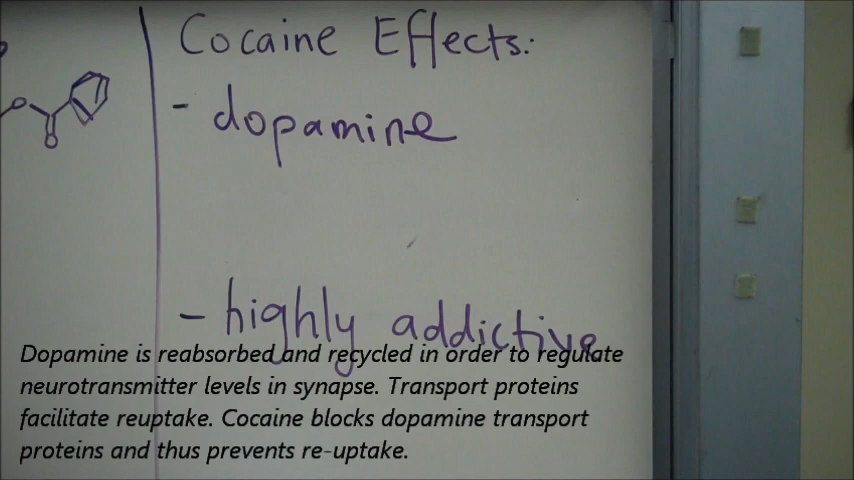 Cocaine Effects:
- dopamine
- highly addictive
Dopamine is reabsorbed and recycled in order to regulate
neurotransmitter levels in synapse. Transport proteins
facilitate reuptake. Cocaine blocks dopamine transport
proteins and thus prevents re-uptake.